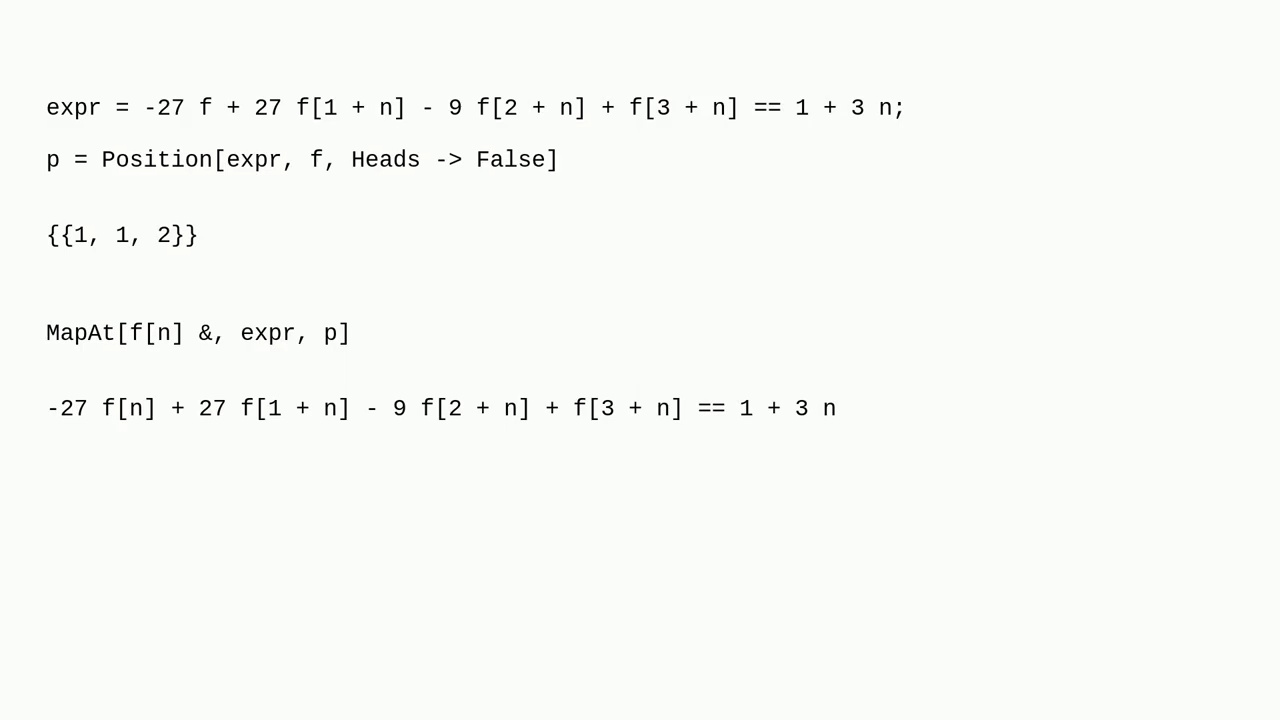 expr = -27 f + 27 f[1 + n] - 9 f[2 + n] + f[3 + n] == 1 + 3 n;
p = Position[expr, f, Heads -> False]
{{1, 1, 2}}
MapAt[f[n] &, expr, p]
-27 f[n] + 27 f[1 + n] - 9 f[2 + n] + f[3 + n] == 1 + 3 n